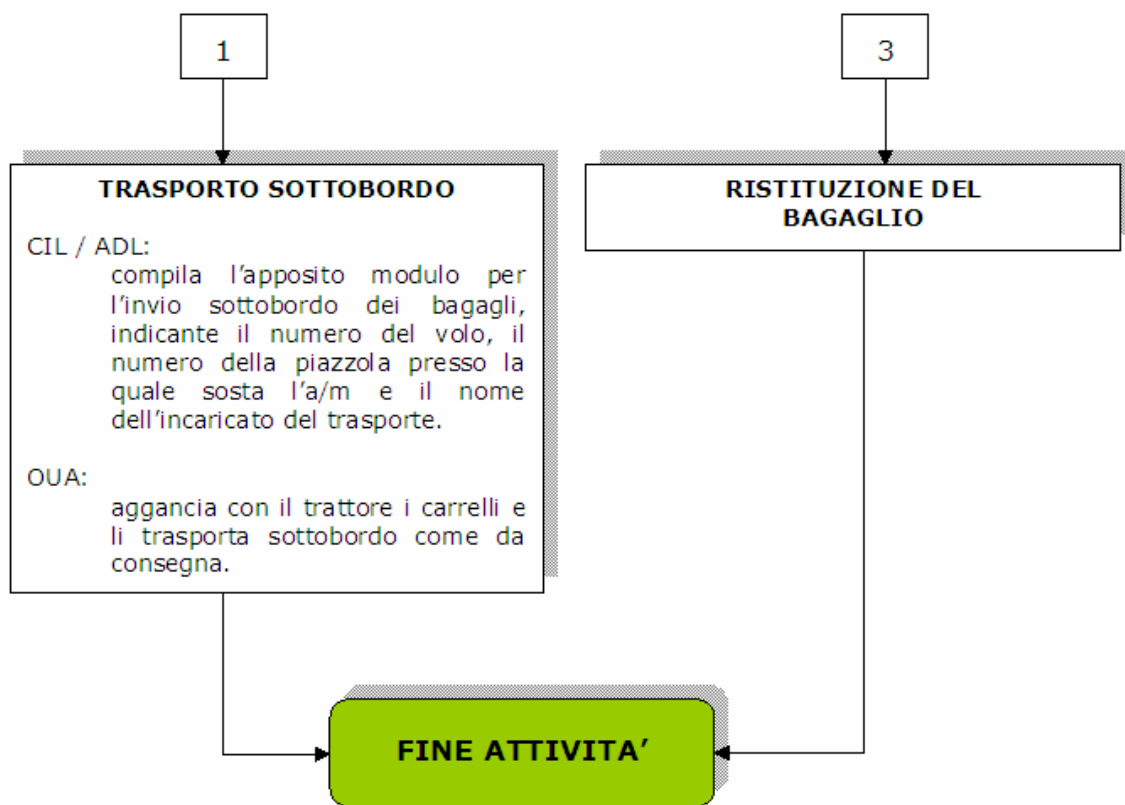 1
3
TRASPORTO SOTTOBORDO
CIL / ADL:
compila l'apposito modulo per
l'invio sottobordo dei bagagli,
indicante il numero del volo, il
numero della piazzola presso la
quale sosta l'a/m e il nome
dell'incaricato del trasporte.
OUA:
aggancia con il trattore i carrelli e
li trasporta sottobordo come da
consegna.
RISTITUZIONE DEL
BAGAGLIO
FINE ATTIVITA'